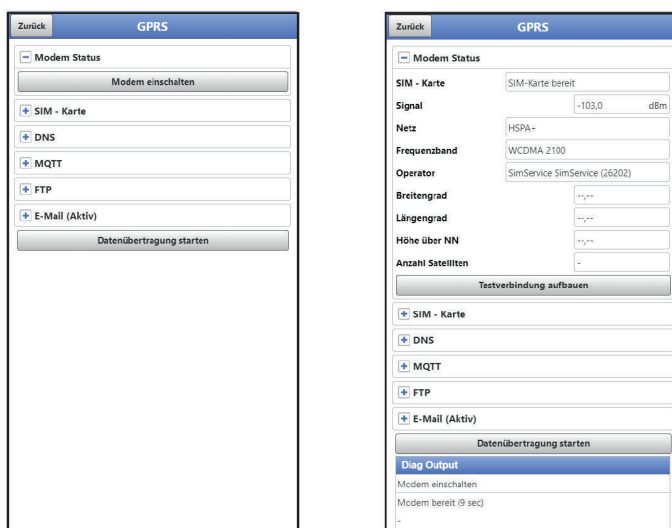 Zurück GPRS
Modem Status
Modem einschalten
SIM - Karte
DNS
MQTT
FTP
E-Mail (Aktiv)
Datenübertragung starten
Zurück GPRS
Modem Status
SIM - Karte SIM-Karte bereit
Signal -103,0 dBm
Netz HSPA+
Frequenzband WCDMA 2100
Operator SimService SimService (26202)
Breitengrad --,--
Längengrad --,--
Höhe über NN --,--
Anzahl Satelliten -
Testverbindung aufbauen
SIM - Karte
DNS
MQTT
FTP
E-Mail (Aktiv)
Datenübertragung starten
Diag Output
Modem einschalten
Modem bereit (9 sec)
-